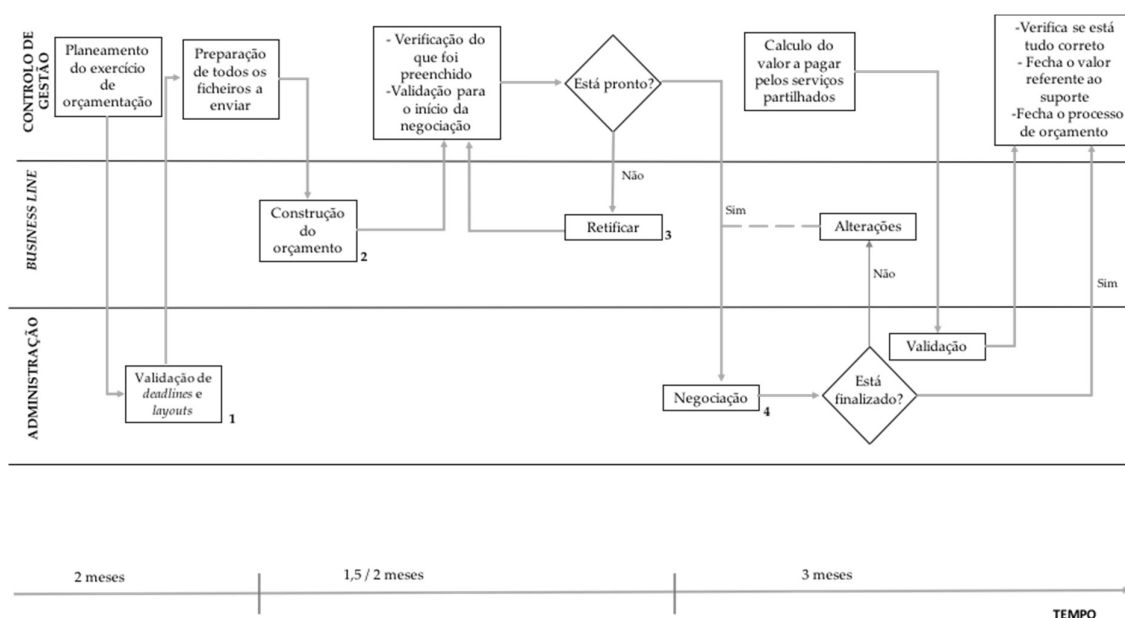 CONTROLO DE
GESTÃO
Planeamento
do exercício
de
orçamentação
Preparação
de todos os
ficheiros a
enviar
- Verificação do
que foi
preenchido
-Validação para
o início da
negociação
Está pronto?
Calculo do
valor a pagar
pelos serviços
partilhados
-Verifica se está
tudo correto
- Fecha o valor
referente ao
suporte
-Fecha o processo
de orçamento
BUSINESS LINE
Construção
do
orçamento
2
Não
Retificar
3
Sim
Alterações
Não
Sim
ADMINISTRAÇÃO
Validação de
deadlines e
layouts
1
Negociação
4
Está
finalizado?
Validação
2 meses
1,5 / 2 meses
3 meses
TEMPO